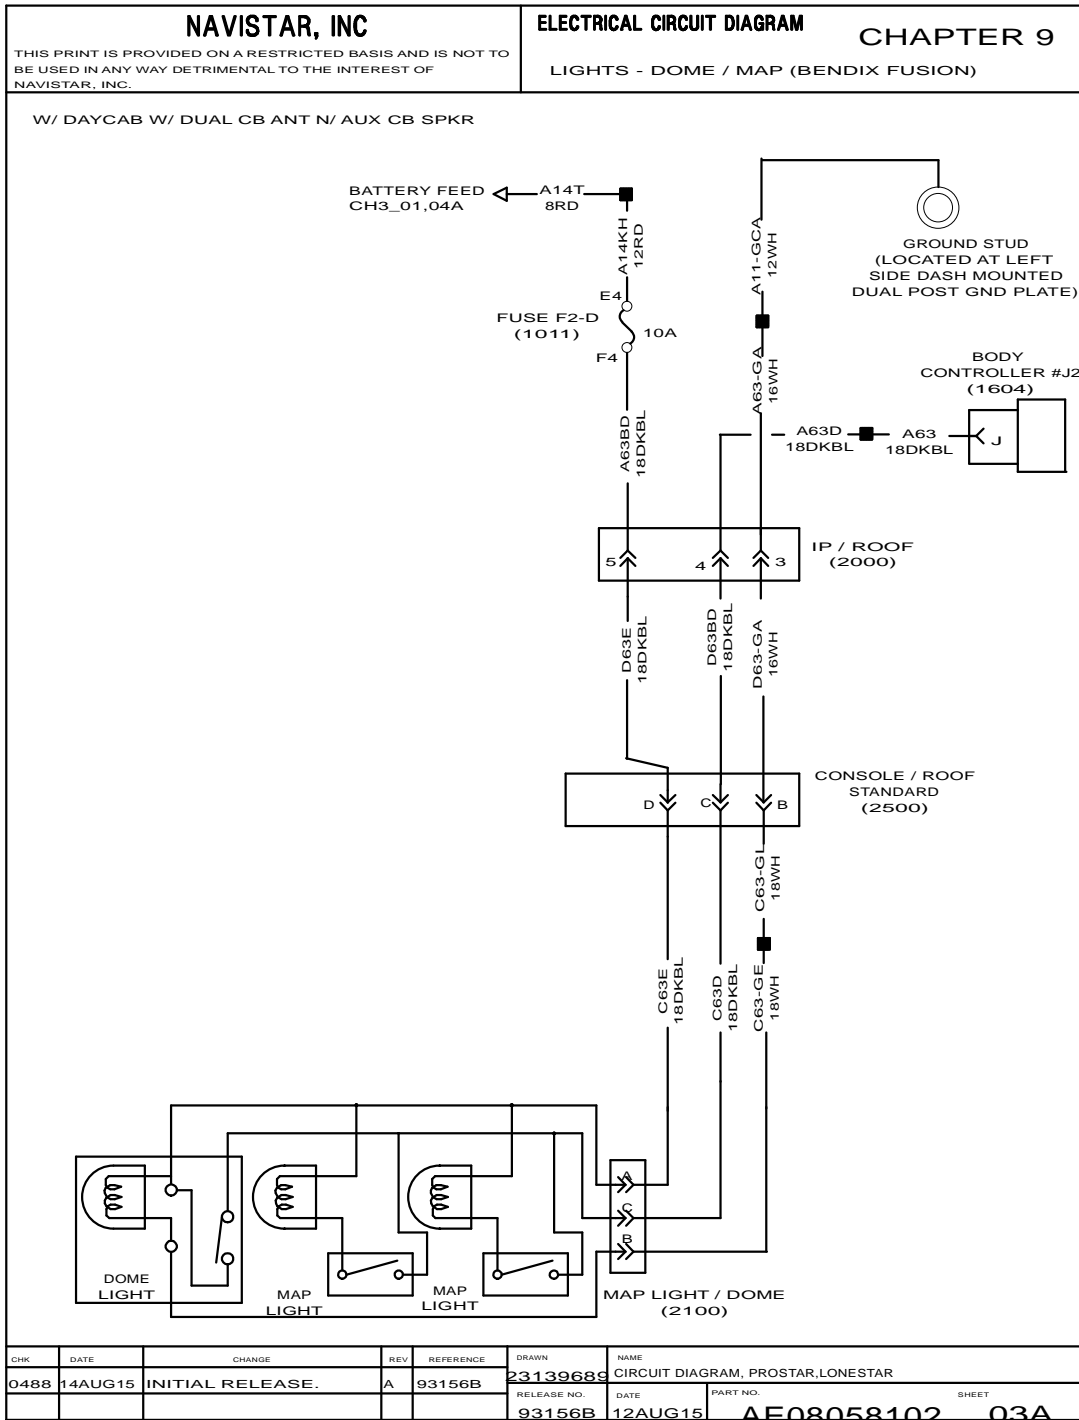 NAVISTAR, INC
THIS PRINT IS PROVIDED ON A RESTRICTED BASIS AND IS NOT TO
BE USED IN ANY WAY DETRIMENTAL TO THE INTEREST OF
NAVISTAR, INC.
ELECTRICAL CIRCUIT DIAGRAM
CHAPTER 9
LIGHTS - DOME / MAP (BENDIX FUSION)
W/ DAYCAB W/ DUAL CB ANT N/ AUX CB SPKR
BATTERY FEED
CH3_01,04A
A14T
8RD
A14KH
12RD
E4
FUSE F2-D
(1011)
10A
F4
A11-GCA
12WH
GROUND STUD
(LOCATED AT LEFT
SIDE DASH MOUNTED
DUAL POST GND PLATE)
A63-GA
16WH
BODY
CONTROLLER #J2
(1604)
A63D
18DKBL
A63
18DKBL
J
A63BD
18DKBL
5
4
3
IP / ROOF
(2000)
D63E
18DKBL
D63BD
18DKBL
D63-GA
16WH
D
C
B
CONSOLE / ROOF
STANDARD
(2500)
C63-GL
18WH
C63E
18DKBL
C63D
18DKBL
C63-GE
18WH
A
C
B
DOME
LIGHT
MAP
LIGHT
MAP
LIGHT
MAP LIGHT / DOME
(2100)
CHK DATE CHANGE REV REFERENCE
0488 14AUG15 INITIAL RELEASE. A 93156B
DRAWN
23139689
NAME
CIRCUIT DIAGRAM, PROSTAR,LONESTAR
RELEASE NO.
93156B
DATE
12AUG15
PART NO.
AE08058102
SHEET
03A